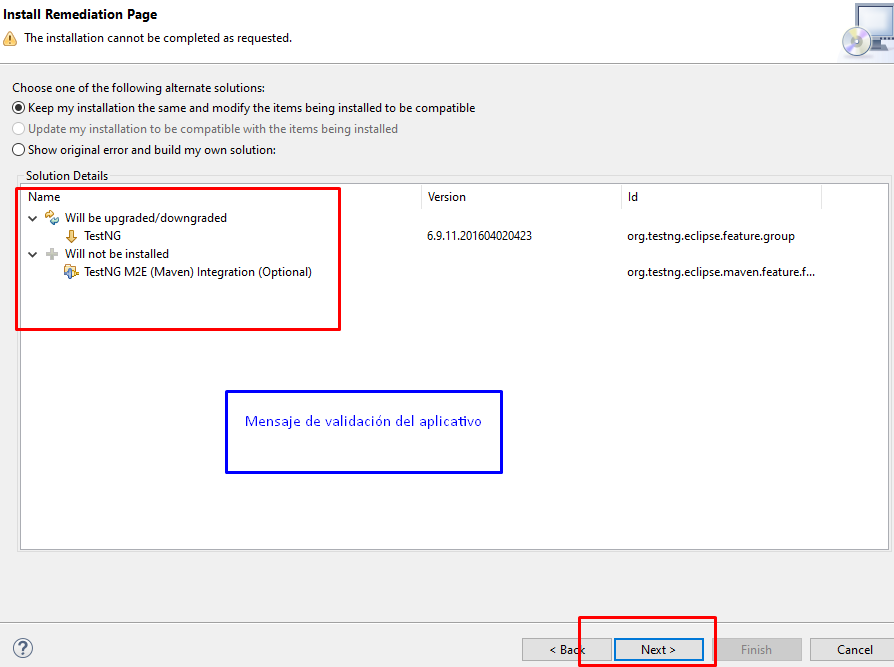 Install Remediation Page
The installation cannot be completed as requested.
Choose one of the following alternate solutions:
Keep my installation the same and modify the items being installed to be compatible
Update my installation to be compatible with the items being installed
Show original error and build my own solution:
Solution Details
Name Version Id
Will be upgraded/downgraded
TestNG 6.9.11.201604020423 org.testng.eclipse.feature.group
Will not be installed
TestNG M2E (Maven) Integration (Optional) org.testng.eclipse.maven.feature.f...
Mensaje de validación del aplicativo
? < Back Next > Finish Cancel